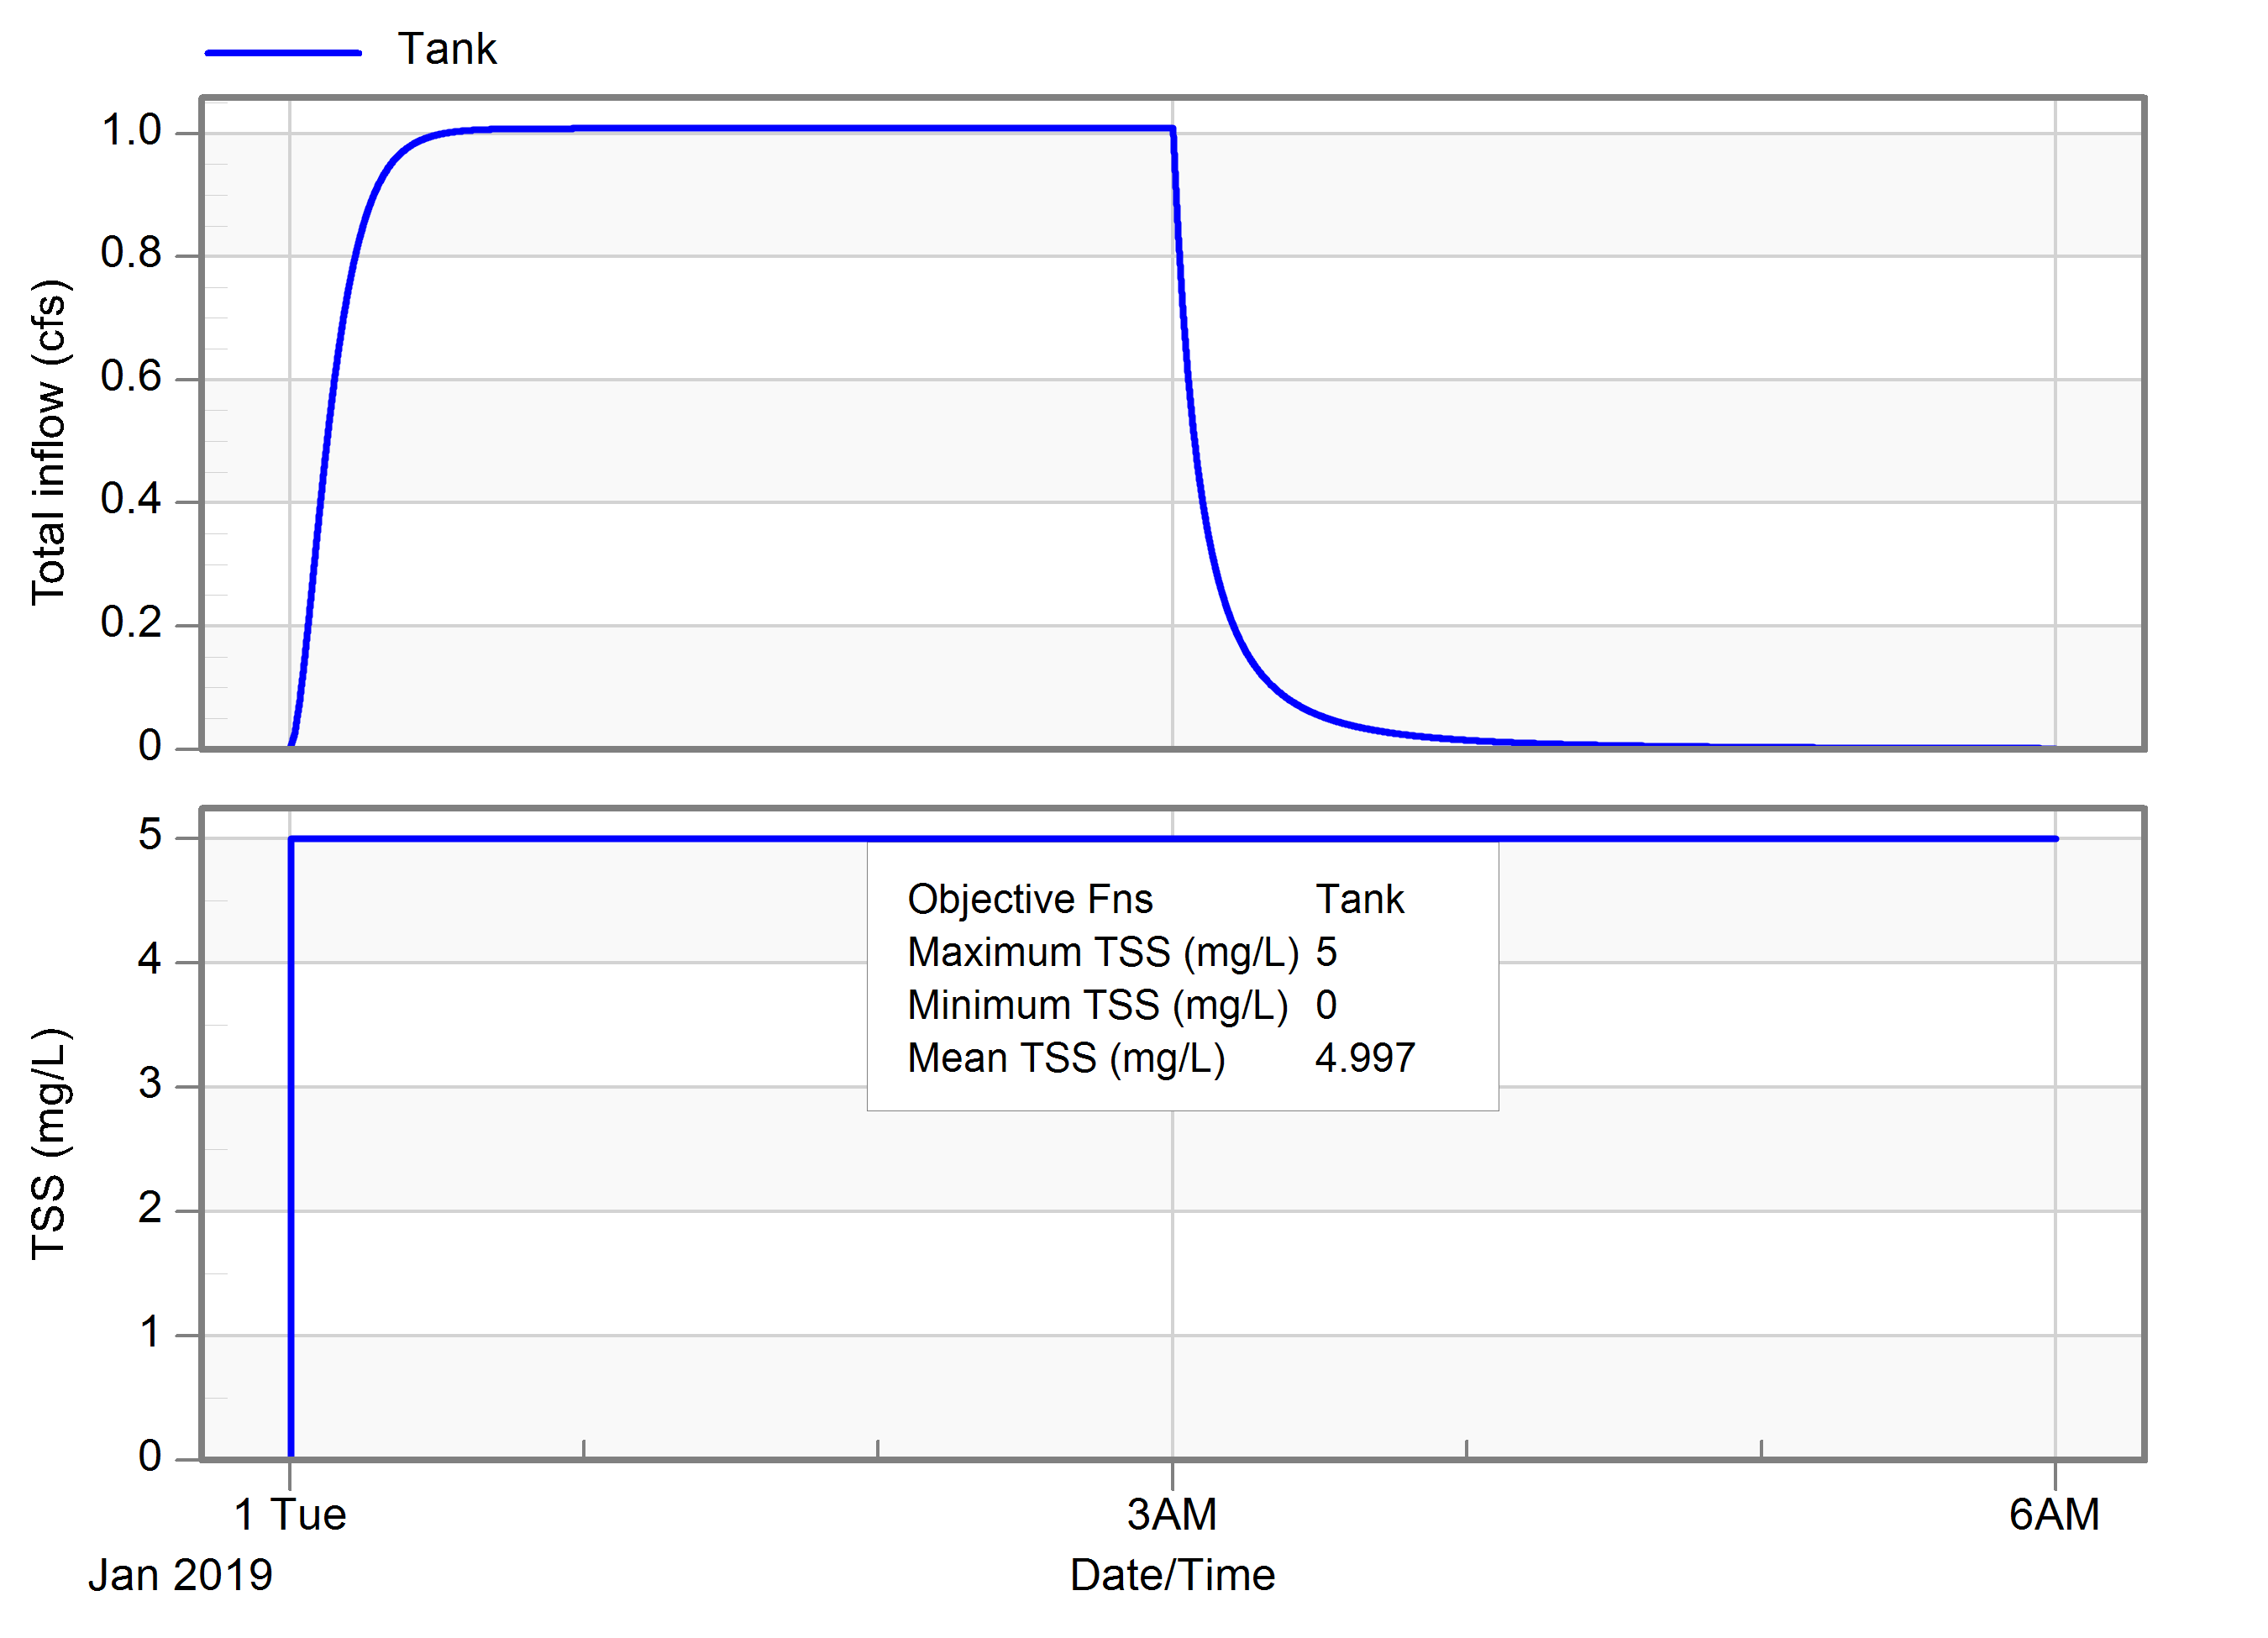 Tank
Total inflow (cfs)
1.0
0.8
0.6
0.4
0.2
0
TSS (mg/L)
5
4
3
2
1
0
Objective Fns Tank
Maximum TSS (mg/L) 5
Minimum TSS (mg/L) 0
Mean TSS (mg/L) 4.997
1 Tue 3AM 6AM
Jan 2019 Date/Time